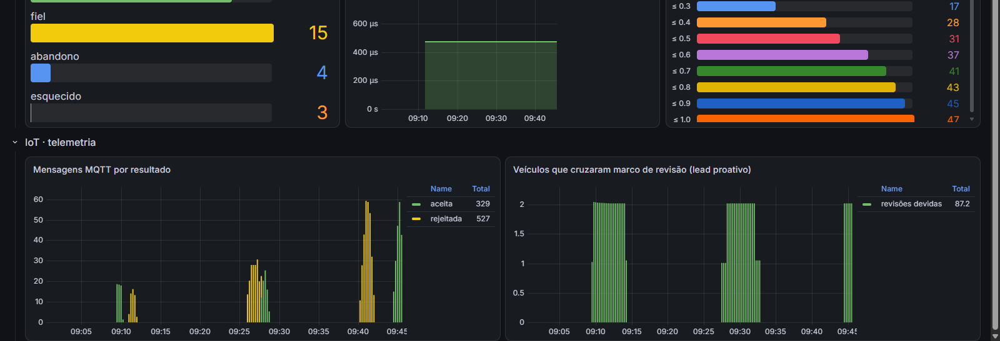 fiel
15
abandono
4
esquecido
3
600 µs
400 µs
200 µs
0 s
09:10 09:20 09:30 09:40
≤ 0.3 17
≤ 0.4 28
≤ 0.5 31
≤ 0.6 37
≤ 0.7 41
≤ 0.8 43
≤ 0.9 45
≤ 1.0 47
IoT · telemetria
Mensagens MQTT por resultado
Name Total
aceita 329
rejeitada 527
60
50
40
30
20
10
0
09:05 09:10 09:15 09:20 09:25 09:30 09:35 09:40 09:45
Veículos que cruzaram marco de revisão (lead proativo)
Name Total
revisões devidas 87.2
2
1.5
1
0.5
0
09:05 09:10 09:15 09:20 09:25 09:30 09:35 09:40 09:45